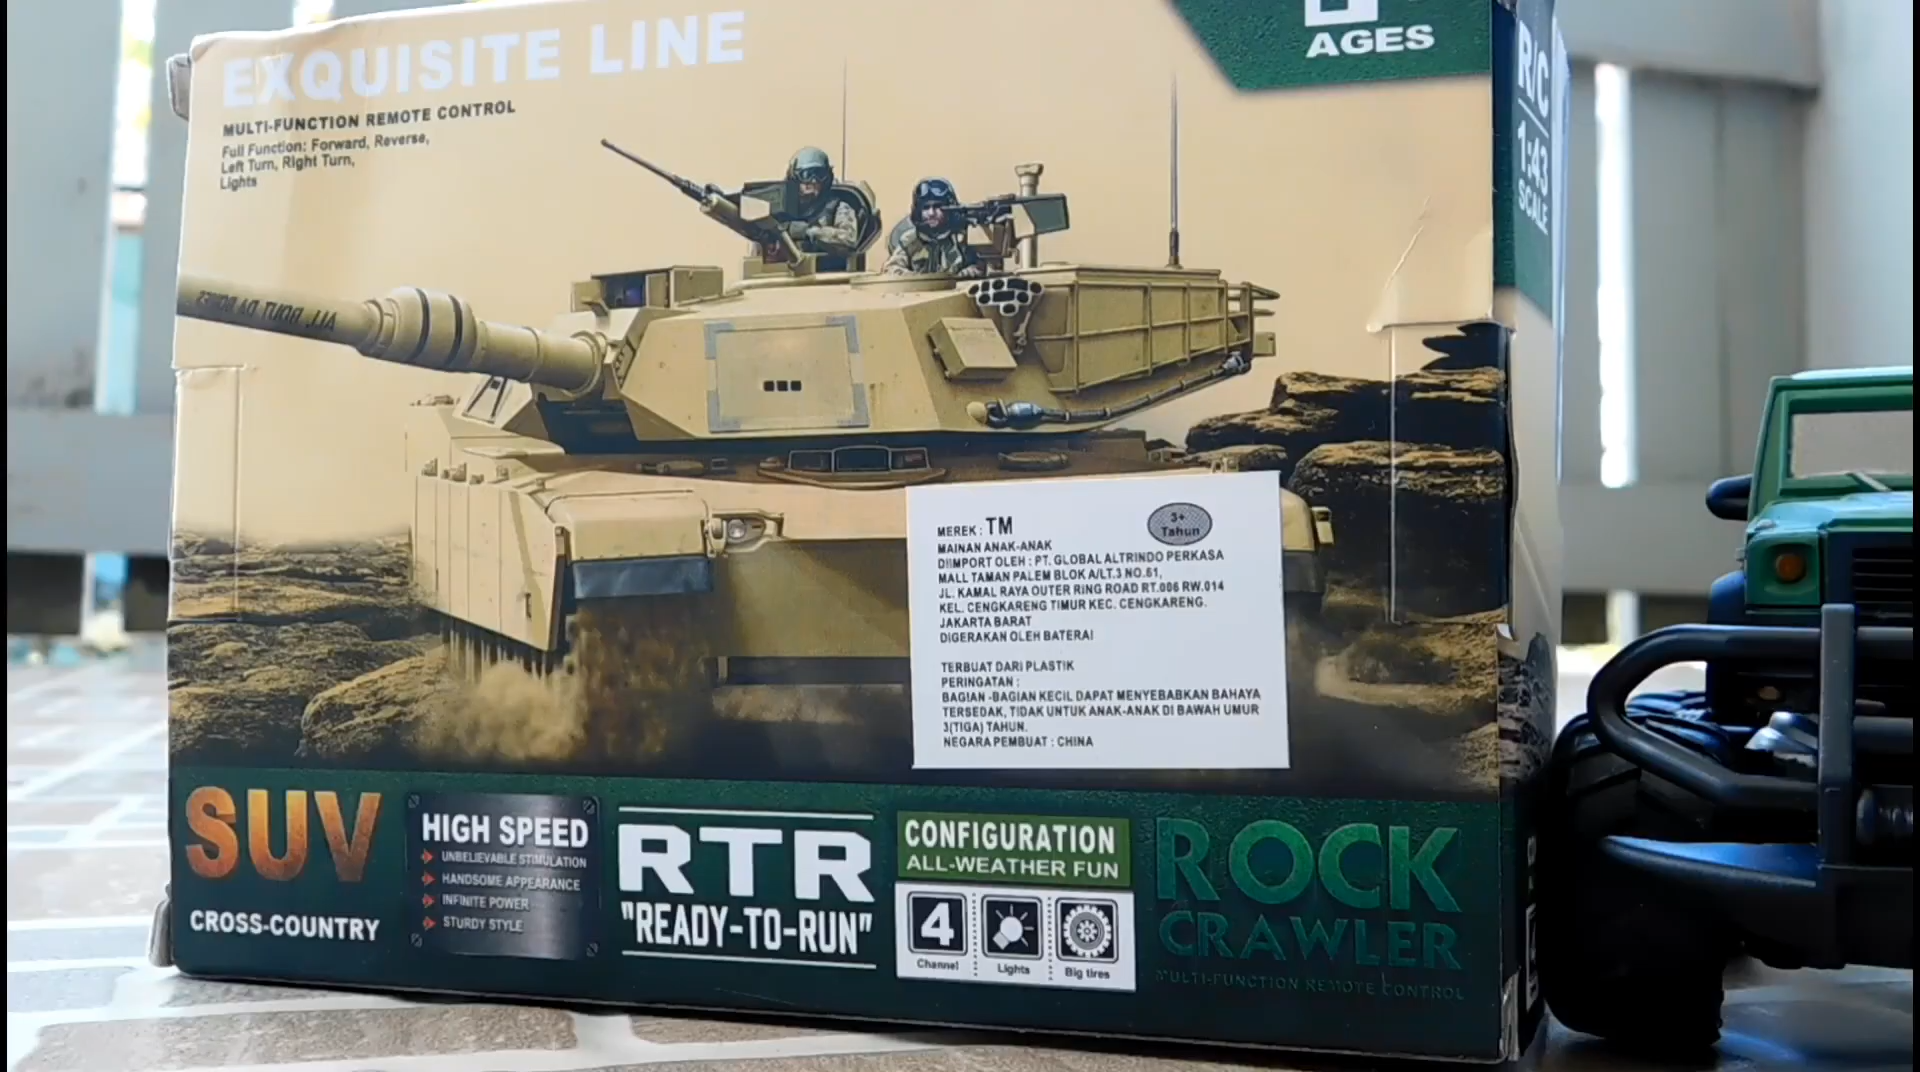 EXQUISITE LINE
MULTI-FUNCTION REMOTE CONTROL
Full Function: Forward, Reverse,
Left Turn, Right Turn,
Lights
AGES
R/C
1:43
SCALE
MEREK : TM
3+
Tahun
MAINAN ANAK-ANAK
DIIMPORT OLEH : PT. GLOBAL ALTRINDO PERKASA
MALL TAMAN PALEM BLOK A/LT.3 NO.61,
JL. KAMAL RAYA OUTER RING ROAD RT.006 RW.014
KEL. CENGKARENG TIMUR KEC. CENGKARENG.
JAKARTA BARAT
DIGERAKAN OLEH BATERAI
TERBUAT DARI PLASTIK
PERINGATAN :
BAGIAN -BAGIAN KECIL DAPAT MENYEBABKAN BAHAYA
TERSEDAK, TIDAK UNTUK ANAK-ANAK DI BAWAH UMUR
3(TIGA) TAHUN.
NEGARA PEMBUAT : CHINA
SUV
CROSS-COUNTRY
HIGH SPEED
UNBELIEVABLE STIMULATION
HANDSOME APPEARANCE
INFINITE POWER
STURDY STYLE
RTR
"READY-TO-RUN"
CONFIGURATION
ALL-WEATHER FUN
4
Channel
Lights
Big tires
ROCK
CRAWLER
MULTI-FUNCTION REMOTE CONTROL